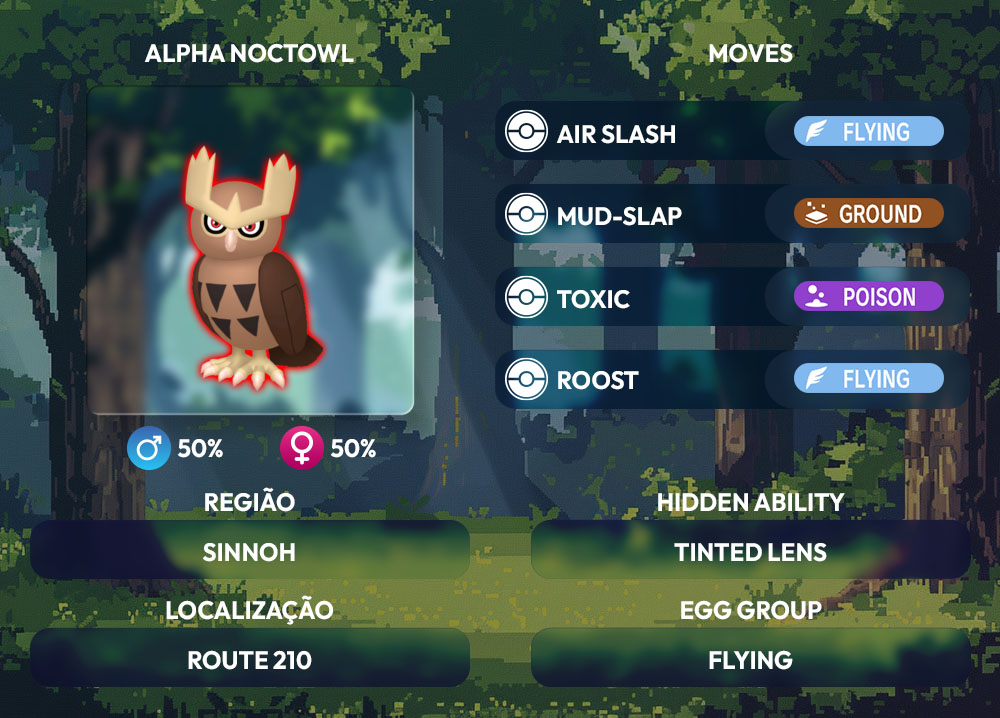 ALPHA NOCTOWL
50%
50%
REGIÃO
SINNOH
LOCALIZAÇÃO
ROUTE 210
MOVES
AIR SLASH
FLYING
MUD-SLAP
GROUND
TOXIC
POISON
ROOST
FLYING
HIDDEN ABILITY
TINTED LENS
EGG GROUP
FLYING